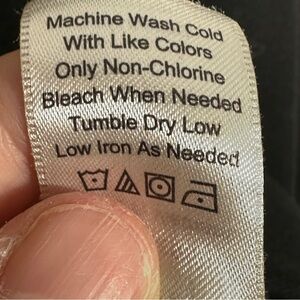 Machine Wash Cold
With Like Colors
Only Non-Chlorine
Bleach When Needed
Tumble Dry Low
Low Iron As Needed